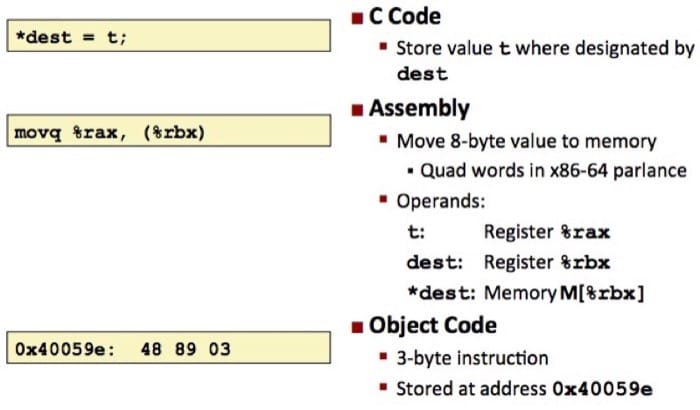 *dest = t;
C Code
Store value t where designated by
dest
movq %rax, (%rbx)
Assembly
Move 8-byte value to memory
Quad words in x86-64 parlance
Operands:
t: Register %rax
dest: Register %rbx
*dest: Memory M[%rbx]
0x40059e: 48 89 03
Object Code
3-byte instruction
Stored at address 0x40059e